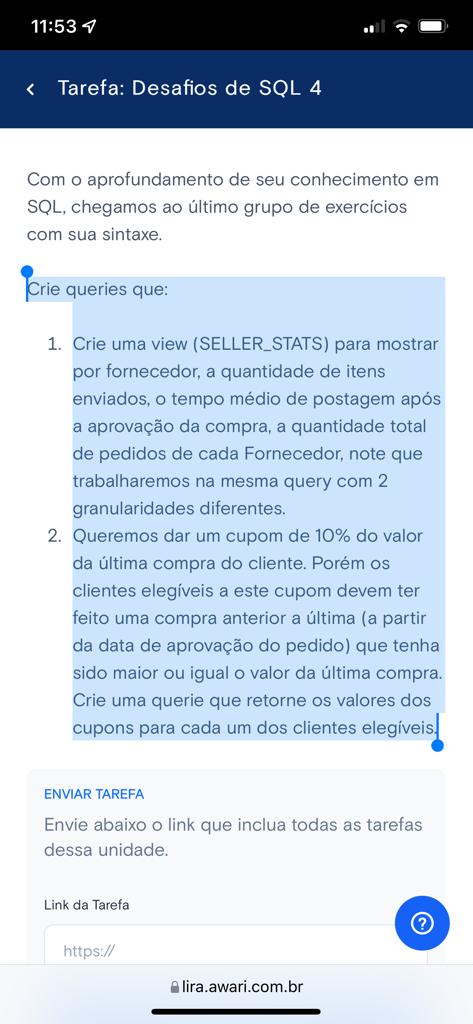 11:53
Tarefa: Desafios de SQL 4
Com o aprofundamento de seu conhecimento em
SQL, chegamos ao último grupo de exercícios
com sua sintaxe.
Crie queries que:
1. Crie uma view (SELLER_STATS) para mostrar
por fornecedor, a quantidade de itens
enviados, o tempo médio de postagem após
a aprovação da compra, a quantidade total
de pedidos de cada Fornecedor, note que
trabalharemos na mesma query com 2
granularidades diferentes.
2. Queremos dar um cupom de 10% do valor
da última compra do cliente. Porém os
clientes elegíveis a este cupom devem ter
feito uma compra anterior a última (a partir
da data de aprovação do pedido) que tenha
sido maior ou igual o valor da última compra.
Crie uma querie que retorne os valores dos
cupons para cada um dos clientes elegíveis.
ENVIAR TAREFA
Envie abaixo o link que inclua todas as tarefas
dessa unidade.
Link da Tarefa
https://
lira.awari.com.br